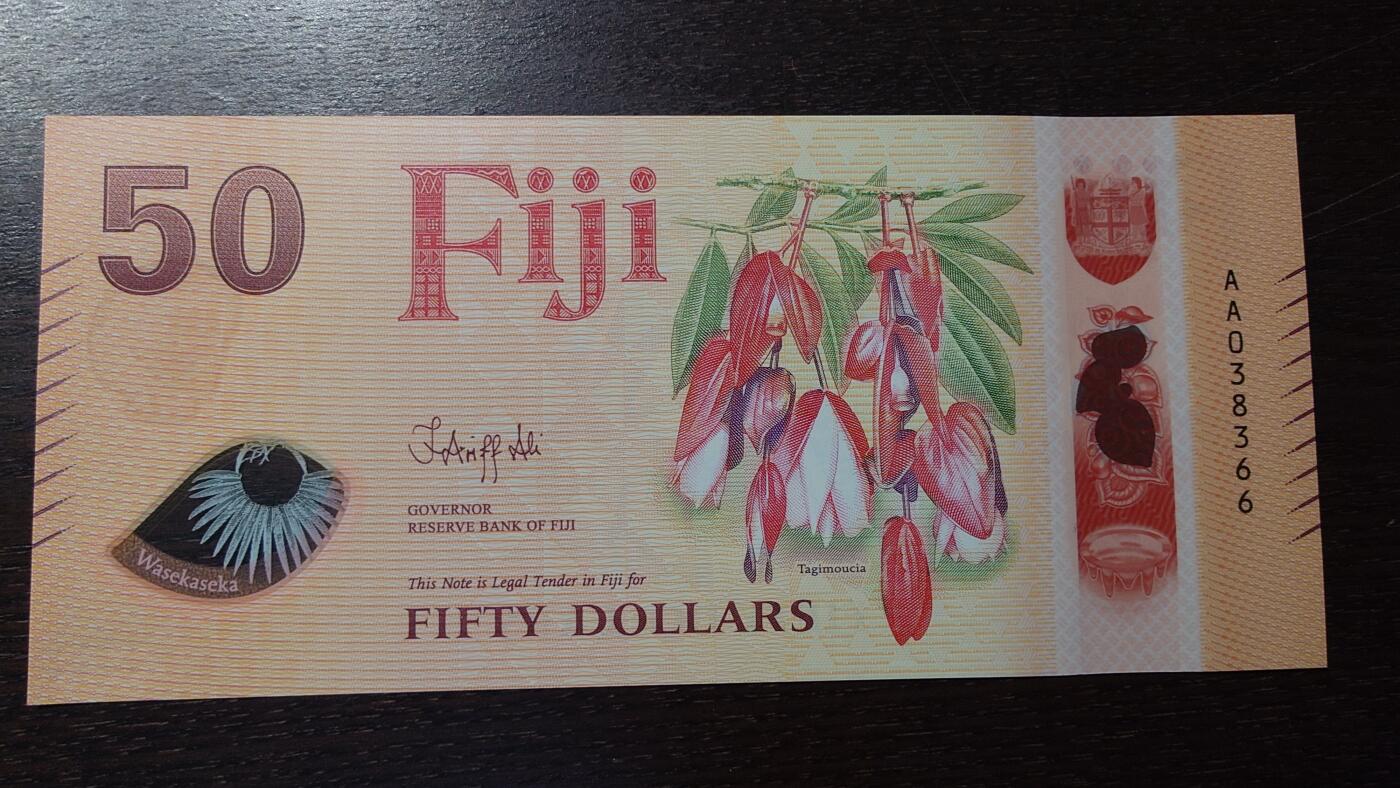 50
Fiji
Wasekaseka
GOVERNOR
RESERVE BANK OF FIJI
This Note is Legal Tender in Fiji for
FIFTY DOLLARS
Tagimoucia
AA038366